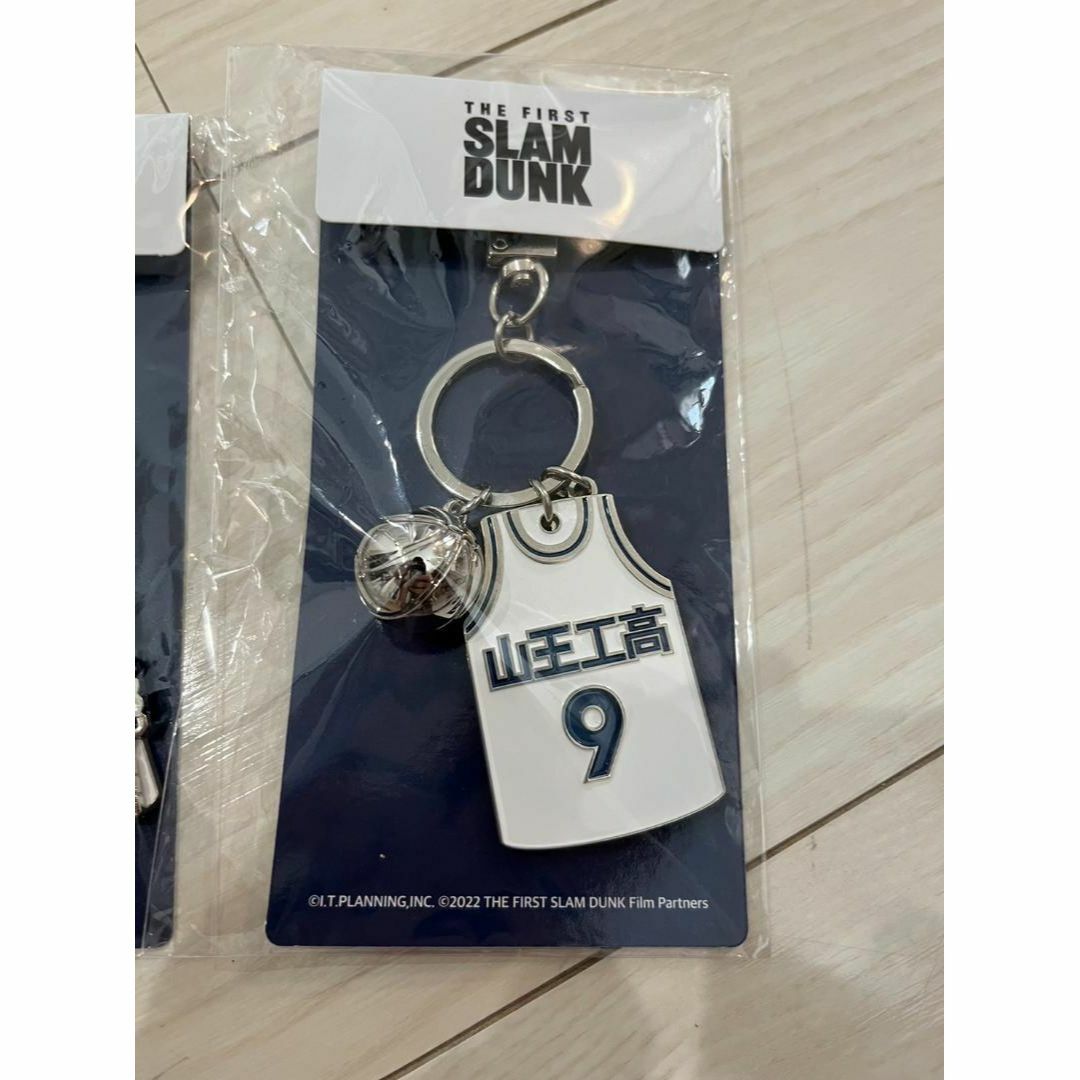 THE FIRST
SLAM
DUNK
山王工高
9
©I.T.PLANNING,INC. ©2022 THE FIRST SLAM DUNK Film Partners